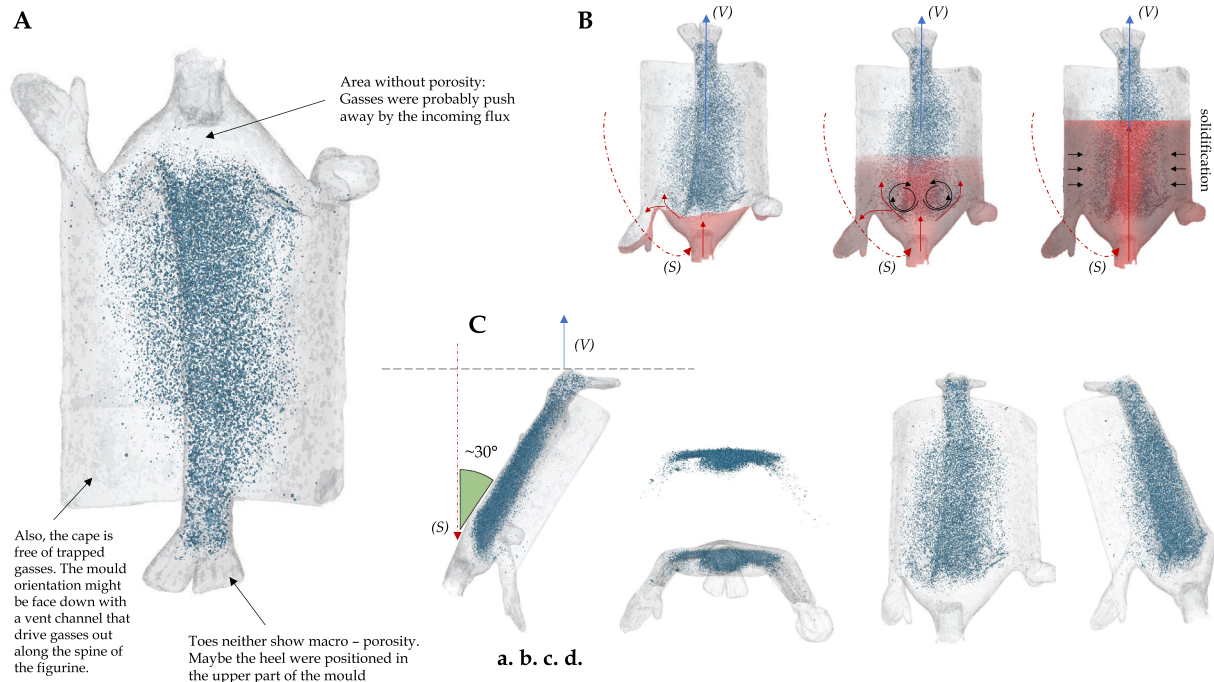 A
Area without porosity:
Gasses were probably push
away by the incoming flux
Also, the cape is
free of trapped
gasses. The mould
orientation might
be face down with
a vent channel that
drive gasses out
along the spine of
the figurine.
Toes neither show macro – porosity.
Maybe the heel were positioned in
the upper part of the mould
B
(V)
(V)
(V)
(S)
(S)
(S)
solidification
C
(V)
~30°
(S)
a. b. c. d.